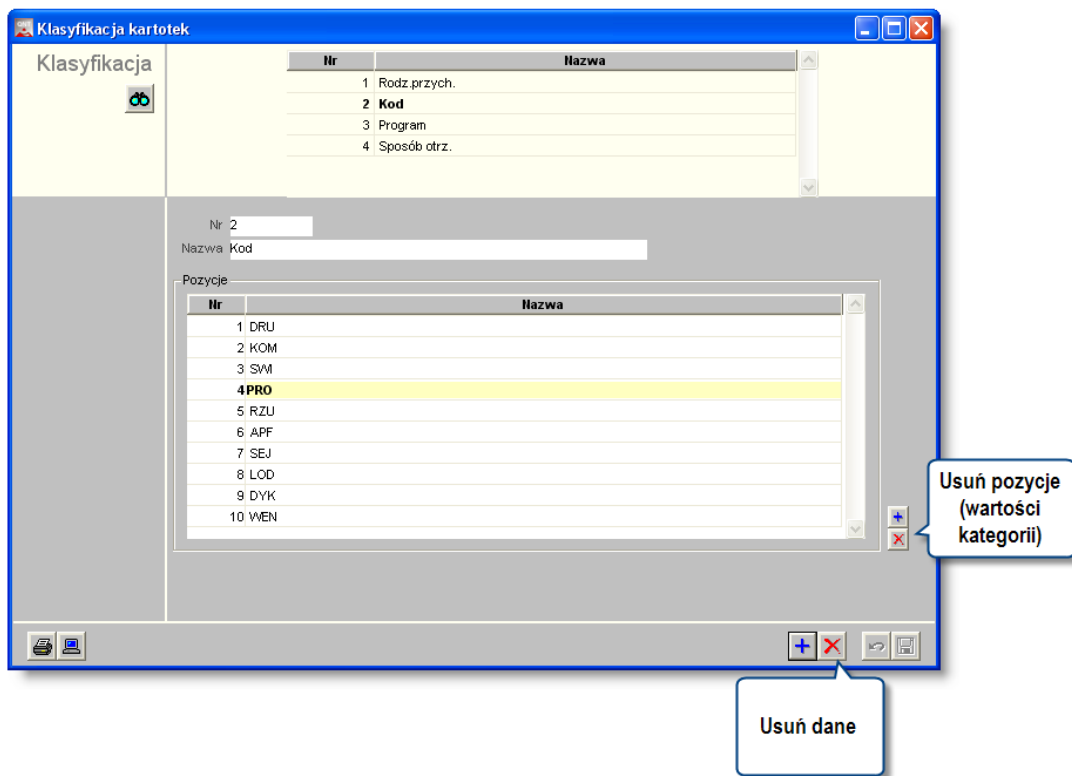 Klasyfikacja kartotek
Klasyfikacja
Nr Nazwa
1 Rodz.przych.
2 Kod
3 Program
4 Sposób otrz.
Nr 2
Nazwa Kod
Pozycje
Nr Nazwa
1 DRU
2 KOM
3 SWI
4 PRO
5 RZU
6 APF
7 SEJ
8 LOD
9 DYK
10 WEN
Usuń pozycje
(wartości
kategorii)
Usuń dane